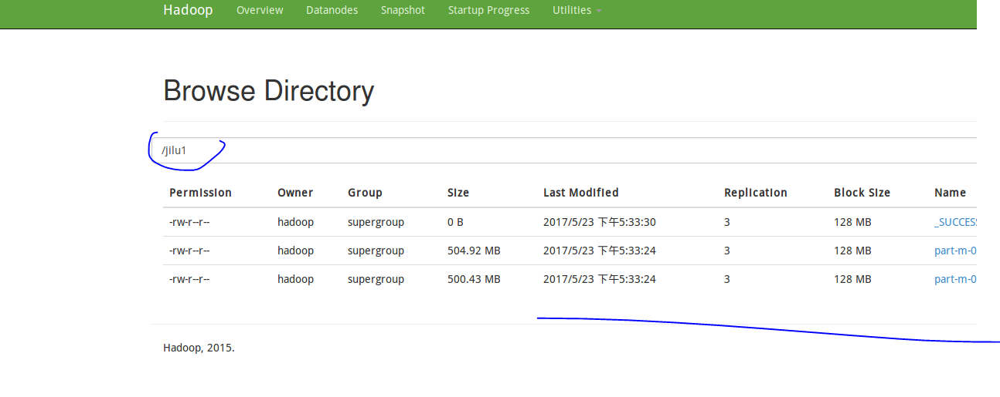 Hadoop Overview Datanodes Snapshot Startup Progress Utilities
Browse Directory
/jilu1
Permission Owner Group Size Last Modified Replication Block Size Name
-rw-r--r-- hadoop supergroup 0 B 2017/5/23 下午5:33:30 3 128 MB _SUCCES
-rw-r--r-- hadoop supergroup 504.92 MB 2017/5/23 下午5:33:24 3 128 MB part-m-0
-rw-r--r-- hadoop supergroup 500.43 MB 2017/5/23 下午5:33:24 3 128 MB part-m-0
Hadoop, 2015.